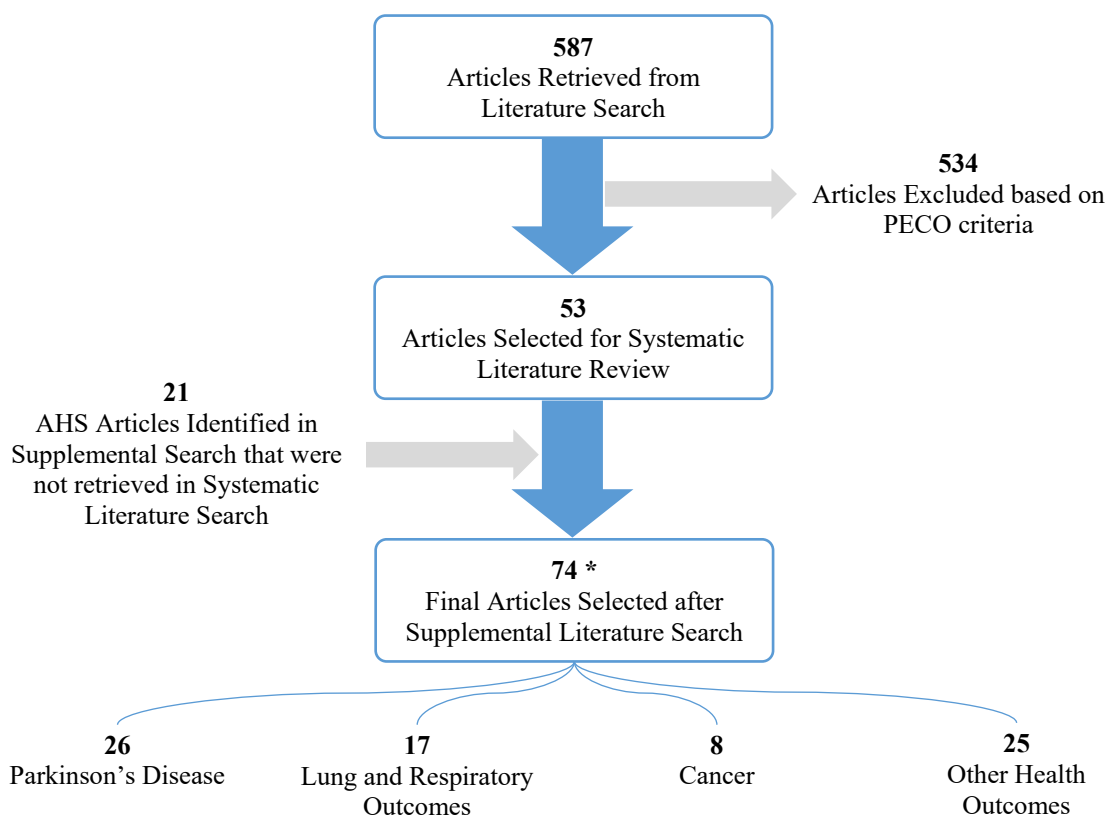 587
Articles Retrieved from
Literature Search
534
Articles Excluded based on
PECO criteria
53
Articles Selected for Systematic
Literature Review
21
AHS Articles Identified in
Supplemental Search that were
not retrieved in Systematic
Literature Search
74 *
Final Articles Selected after
Supplemental Literature Search
26
Parkinson’s Disease
17
Lung and Respiratory
Outcomes
8
Cancer
25
Other Health
Outcomes